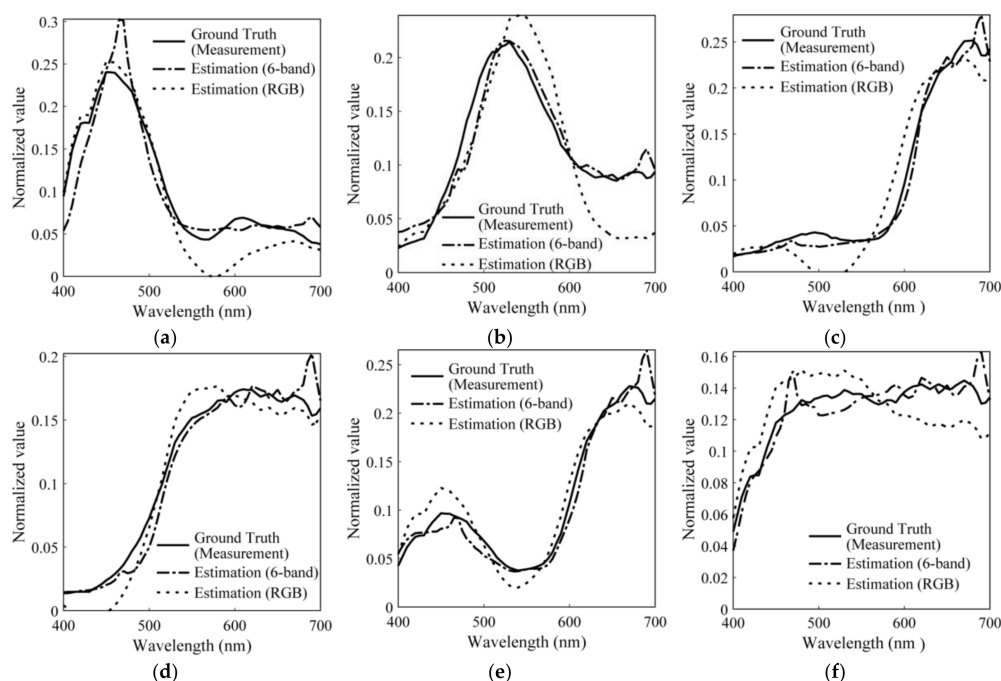 0.3
0.25
0.2
0.15
0.1
0.05
0
Normalized value
Ground Truth
(Measurement)
Estimation (6-band)
Estimation (RGB)
400 500 600 700
Wavelength (nm)
(a)
0.2
0.15
0.1
0.05
0
Normalized value
Ground Truth
(Measurement)
Estimation (6-band)
Estimation (RGB)
400 500 600 700
Wavelength (nm)
(b)
0.25
0.2
0.15
0.1
0.05
0
Normalized value
Ground Truth
(Measurement)
Estimation (6-band)
Estimation (RGB)
400 500 600 700
Wavelength (nm )
(c)
0.2
0.15
0.1
0.05
0
Normalized value
Ground Truth
(Measurement)
Estimation (6-band)
Estimation (RGB)
400 500 600 700
Wavelength (nm)
(d)
0.25
0.2
0.15
0.1
0.05
0
Normalized value
Ground Truth
(Measurement)
Estimation (6-band)
Estimation (RGB)
400 500 600 700
Wavelength (nm)
(e)
0.16
0.14
0.12
0.1
0.08
0.06
0.04
0.02
0
Normalized value
Ground Truth
(Measurement)
Estimation (6-band)
Estimation (RGB)
400 500 600 700
Wavelength (nm )
(f)